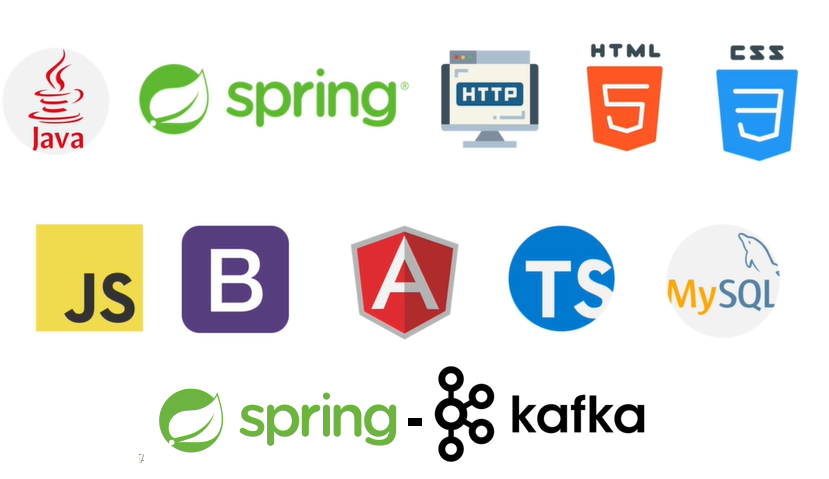 Java
spring®
HTTP
HTML
5
CSS
3
JS
B
A
TS
MySQL
spring - kafka